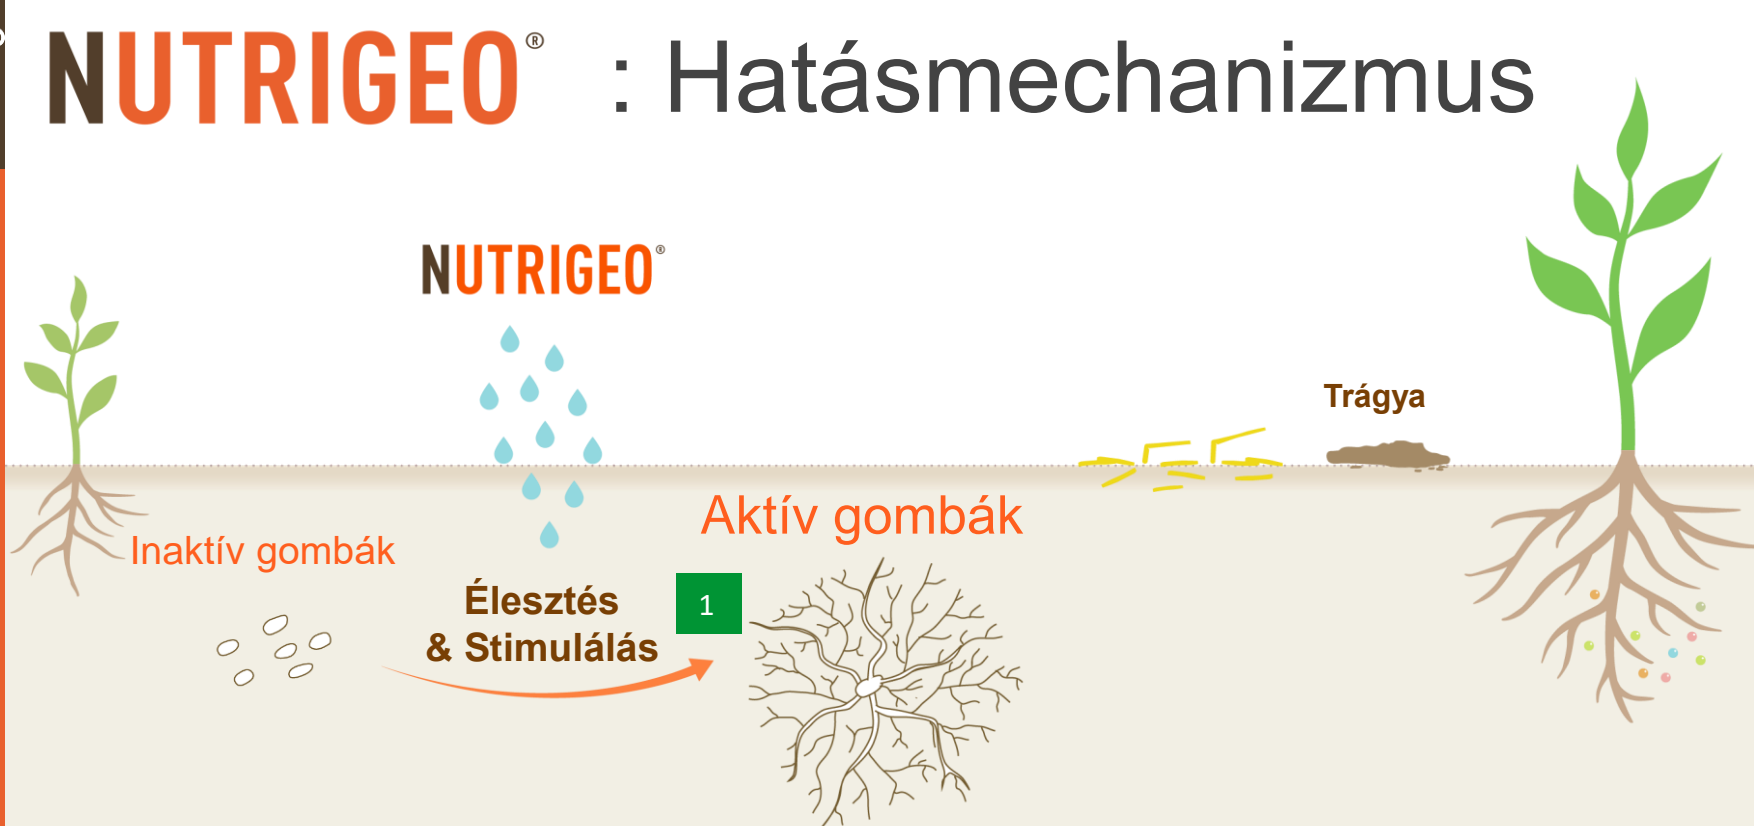 NUTRIGEO® : Hatásmechanizmus
NUTRIGEO®
Trágya
Aktív gombák
Inaktív gombák
Élesztés
& Stimulálás
1